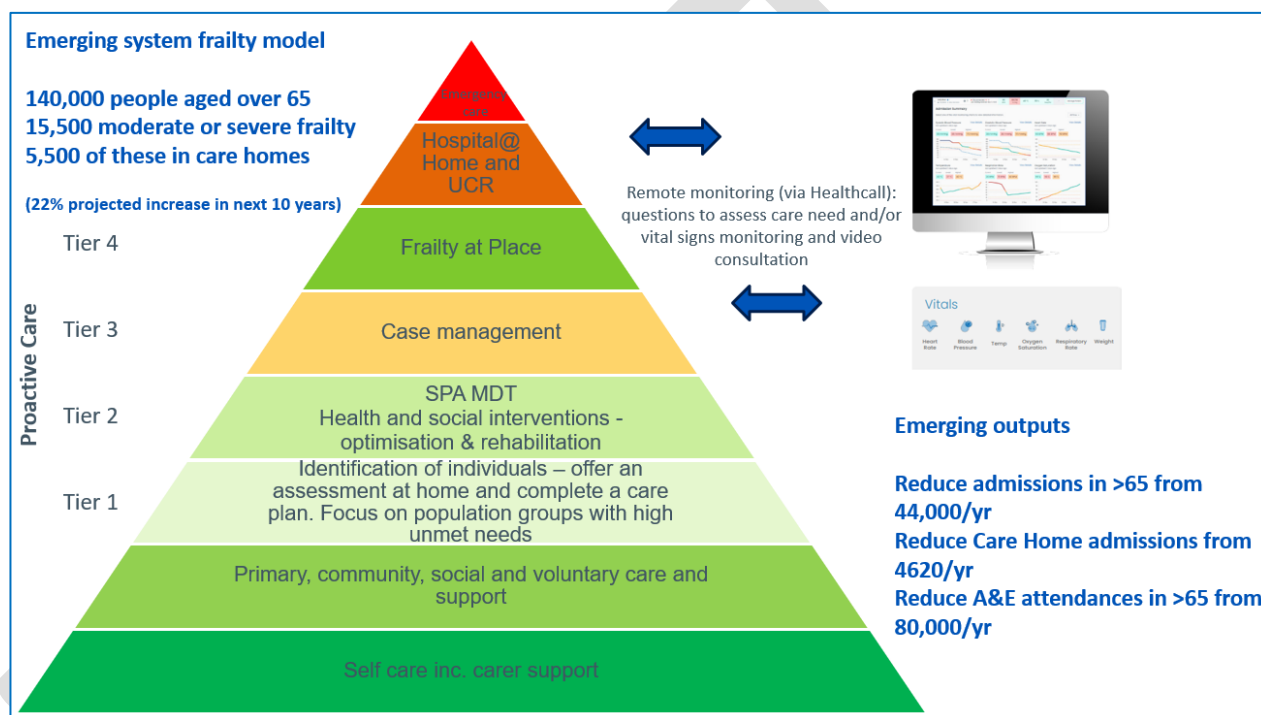 Emerging system frailty model
140,000 people aged over 65
15,500 moderate or severe frailty
5,500 of these in care homes
(22% projected increase in next 10 years)
Proactive Care
Tier 4
Tier 3
Tier 2
Tier 1
Emergency
care
Hospital@
Home and
UCR
Frailty at Place
Case management
SPA MDT
Health and social interventions -
optimisation & rehabilitation
Identification of individuals – offer an
assessment at home and complete a care
plan. Focus on population groups with high
unmet needs
Primary, community, social and voluntary care and
support
Self care inc. carer support
Remote monitoring (via Healthcall):
questions to assess care need and/or
vital signs monitoring and video
consultation
Vitals
Heart
Rate
Blood
Pressure
Temp
Oxygen
Saturation
Respiratory
Rate
Weight
Emerging outputs
Reduce admissions in >65 from
44,000/yr
Reduce Care Home admissions from
4620/yr
Reduce A&E attendances in >65 from
80,000/yr